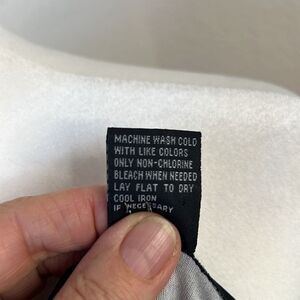 MACHINE WASH COLD
WITH LIKE COLORS
ONLY NON-CHLORINE
BLEACH WHEN NEEDED
LAY FLAT TO DRY
COOL IRON
IF NECESSARY